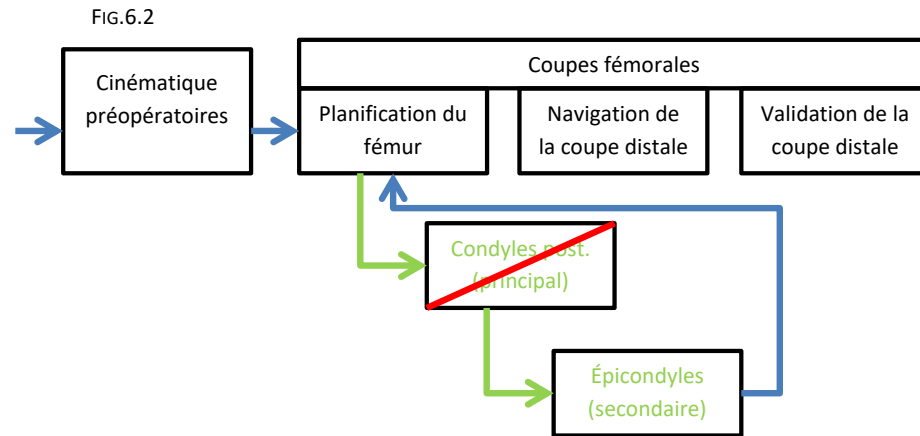 FIG.6.2
Cinématique
préopératoires
Coupes fémorales
Planification du
fémur
Navigation de
la coupe distale
Validation de la
coupe distale
Condyles post.
(principal)
Épicondyles
(secondaire)